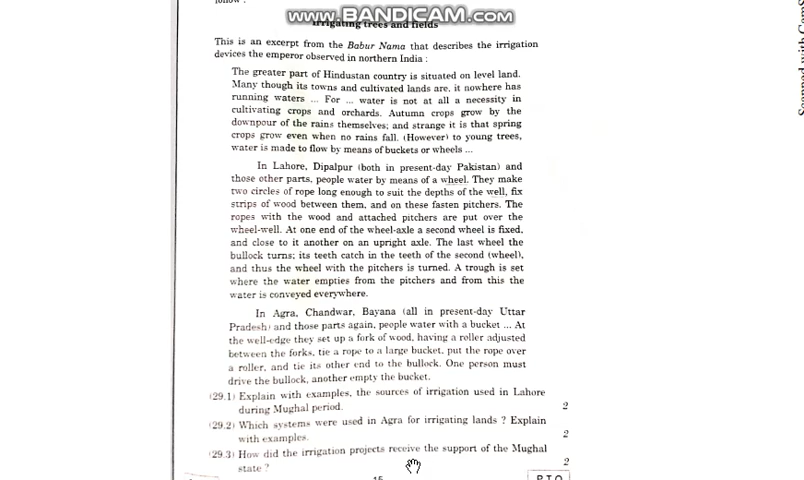 follow :
www.BANDICAM.com
Irrigating trees and fields
This is an excerpt from the Babur Nama that describes the irrigation
devices the emperor observed in northern India :
The greater part of Hindustan country is situated on level land.
Many though its towns and cultivated lands are, it nowhere has
running waters ... For ... water is not at all a necessity in
cultivating crops and orchards. Autumn crops grow by the
downpour of the rains themselves; and strange it is that spring
crops grow even when no rains fall. (However) to young trees,
water is made to flow by means of buckets or wheels ...
In Lahore, Dipalpur (both in present-day Pakistan) and
those other parts, people water by means of a wheel. They make
two circles of rope long enough to suit the depths of the well, fix
strips of wood between them, and on these fasten pitchers. The
ropes with the wood and attached pitchers are put over the
wheel-well. At one end of the wheel-axle a second wheel is fixed,
and close to it another on an upright axle. The last wheel the
bullock turns; its teeth catch in the teeth of the second (wheel),
and thus the wheel with the pitchers is turned. A trough is set
where the water empties from the pitchers and from this the
water is conveyed everywhere.
In Agra, Chandwar, Bayana (all in present-day Uttar
Pradesh) and those parts again, people water with a bucket ... At
the well-edge they set up a fork of wood, having a roller adjusted
between the forks, tie a rope to a large bucket, put the rope over
a roller, and tie its other end to the bullock. One person must
drive the bullock, another empty the bucket.
(29.1) Explain with examples, the sources of irrigation used in Lahore
during Mughal period. 2
(29.2) Which systems were used in Agra for irrigating lands ? Explain
with examples. 2
(29.3) How did the irrigation projects receive the support of the Mughal
state ? 2
15
P.T.O.
Scanned with CamS